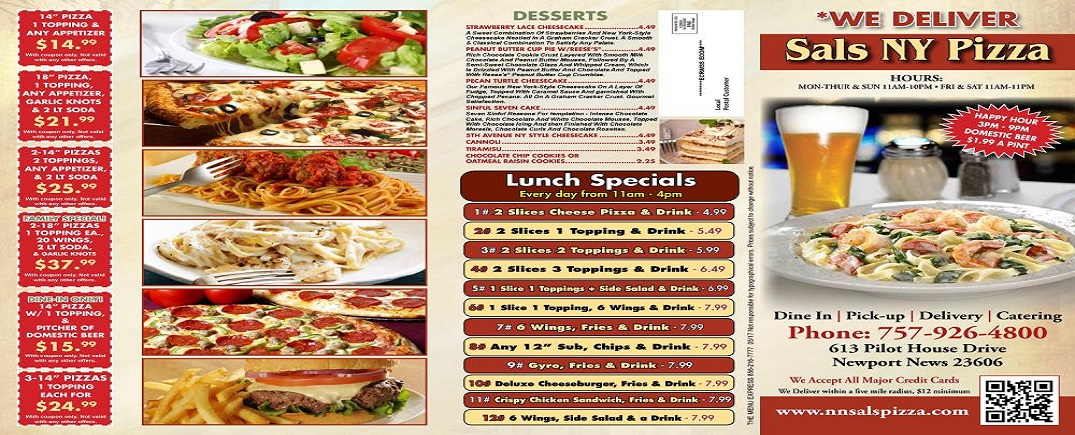 14" PIZZA
1 TOPPING &
ANY APPETIZER
$14.99
With coupon only. Not valid
with any other offers.
18" PIZZA,
1 TOPPING,
ANY APPETIZER,
GARLIC KNOTS
& 2 LT SODA
$21.99
With coupon only. Not valid
with any other offers.
2-14" PIZZAS
2 TOPPINGS,
ANY APPETIZER,
& 2 LT SODA
$25.99
With coupon only. Not valid
with any other offers.
FAMILY SPECIAL!
2-18" PIZZAS
1 TOPPING EA.,
20 WINGS,
2 LT SODA,
& GARLIC KNOTS
$37.99
With coupon only. Not valid
with any other offers.
DINE-IN ONLY!
14" PIZZA
W/ 1 TOPPING,
&
PITCHER OF
DOMESTIC BEER
$15.99
With coupon only. Not valid
with any other offers.
3-14" PIZZAS
1 TOPPING
EACH FOR
$24.99
With coupon only. Not valid
with any other offers.
DESSERTS
STRAWBERRY LACE CHEESECAKE 4.49
A Sweet Combination Of Strawberries And New York-Style
Cheesecake Nestled In A Graham Cracker Crust. A Smooth
& Classical Combination To Satisfy Any Palate.
PEANUT BUTTER CUP PIE W/REESE'S 4.49
Our Chocolate Cookie Crust Layered With Smooth Milk
Chocolate And Peanut Butter Mousse, Followed By A
Semi-Sweet Chocolate Glaze And Whipped Cream, Which
Is Drizzled With Peanut Butter And Chocolate And Topped
With Reese's Peanut Butter Cup Crumbles.
PECAN TURTLE CHEESECAKE 4.49
Our Famous New York-Style Cheesecake On A Layer Of
Fudge, Topped With Caramel Sauce And garnished With
Chopped Pecans. All On A Graham Cracker Crust. Gourmet
Satisfaction.
SINFUL SEVEN CAKE 4.49
Seven Sinful Reasons For temptation - Intense Chocolate
Cake, Rich Chocolate And White Chocolate Mousse, Topped
With Chocolate Icing And then Finished With Chocolate
Morsels, Chocolate Curls And Chocolate Rosettes.
5TH AVENUE NY STYLE CHEESECAKE 4.49
CANNOLI 3.49
TIRAMISU 3.49
CHOCOLATE CHIP COOKIES OR
OATMEAL RAISIN COOKIES 2.25
Local
Postal Customer
Lunch Specials
Every day from 11am - 4pm
1# 2 Slices Cheese Pizza & Drink - 4.99
2# 2 Slices 1 Topping & Drink - 5.49
3# 2 Slices 2 Toppings & Drink - 5.99
4# 2 Slices 3 Toppings & Drink - 6.49
5# 1 Slice 1 Toppings + Side Salad & Drink - 6.99
6# 1 Slice 1 Topping, 6 Wings & Drink - 7.99
7# 6 Wings, Fries & Drink - 7.99
8# Any 12" Sub, Chips & Drink - 7.99
9# Gyro, Fries & Drink - 7.99
10# Deluxe Cheeseburger, Fries & Drink - 7.99
11# Crispy Chicken Sandwich, Fries & Drink - 7.99
12# 6 Wings, Side Salad & a Drink - 7.99
THE MENU EXPRESS 856-216-7777 09/17 Not responsible for typographical errors. Prices subject to change without notice.
*WE DELIVER
Sals NY Pizza
HOURS:
MON-THUR & SUN 11AM-10PM • FRI & SAT 11AM-11PM
HAPPY HOUR
3PM - 9PM
DOMESTIC BEER
$1.99 A PINT
Dine In | Pick-up | Delivery | Catering
Phone: 757-926-4800
613 Pilot House Drive
Newport News 23606
We Accept All Major Credit Cards
We Deliver within a five mile radius, $12 minimum
www.nnsalspizza.com